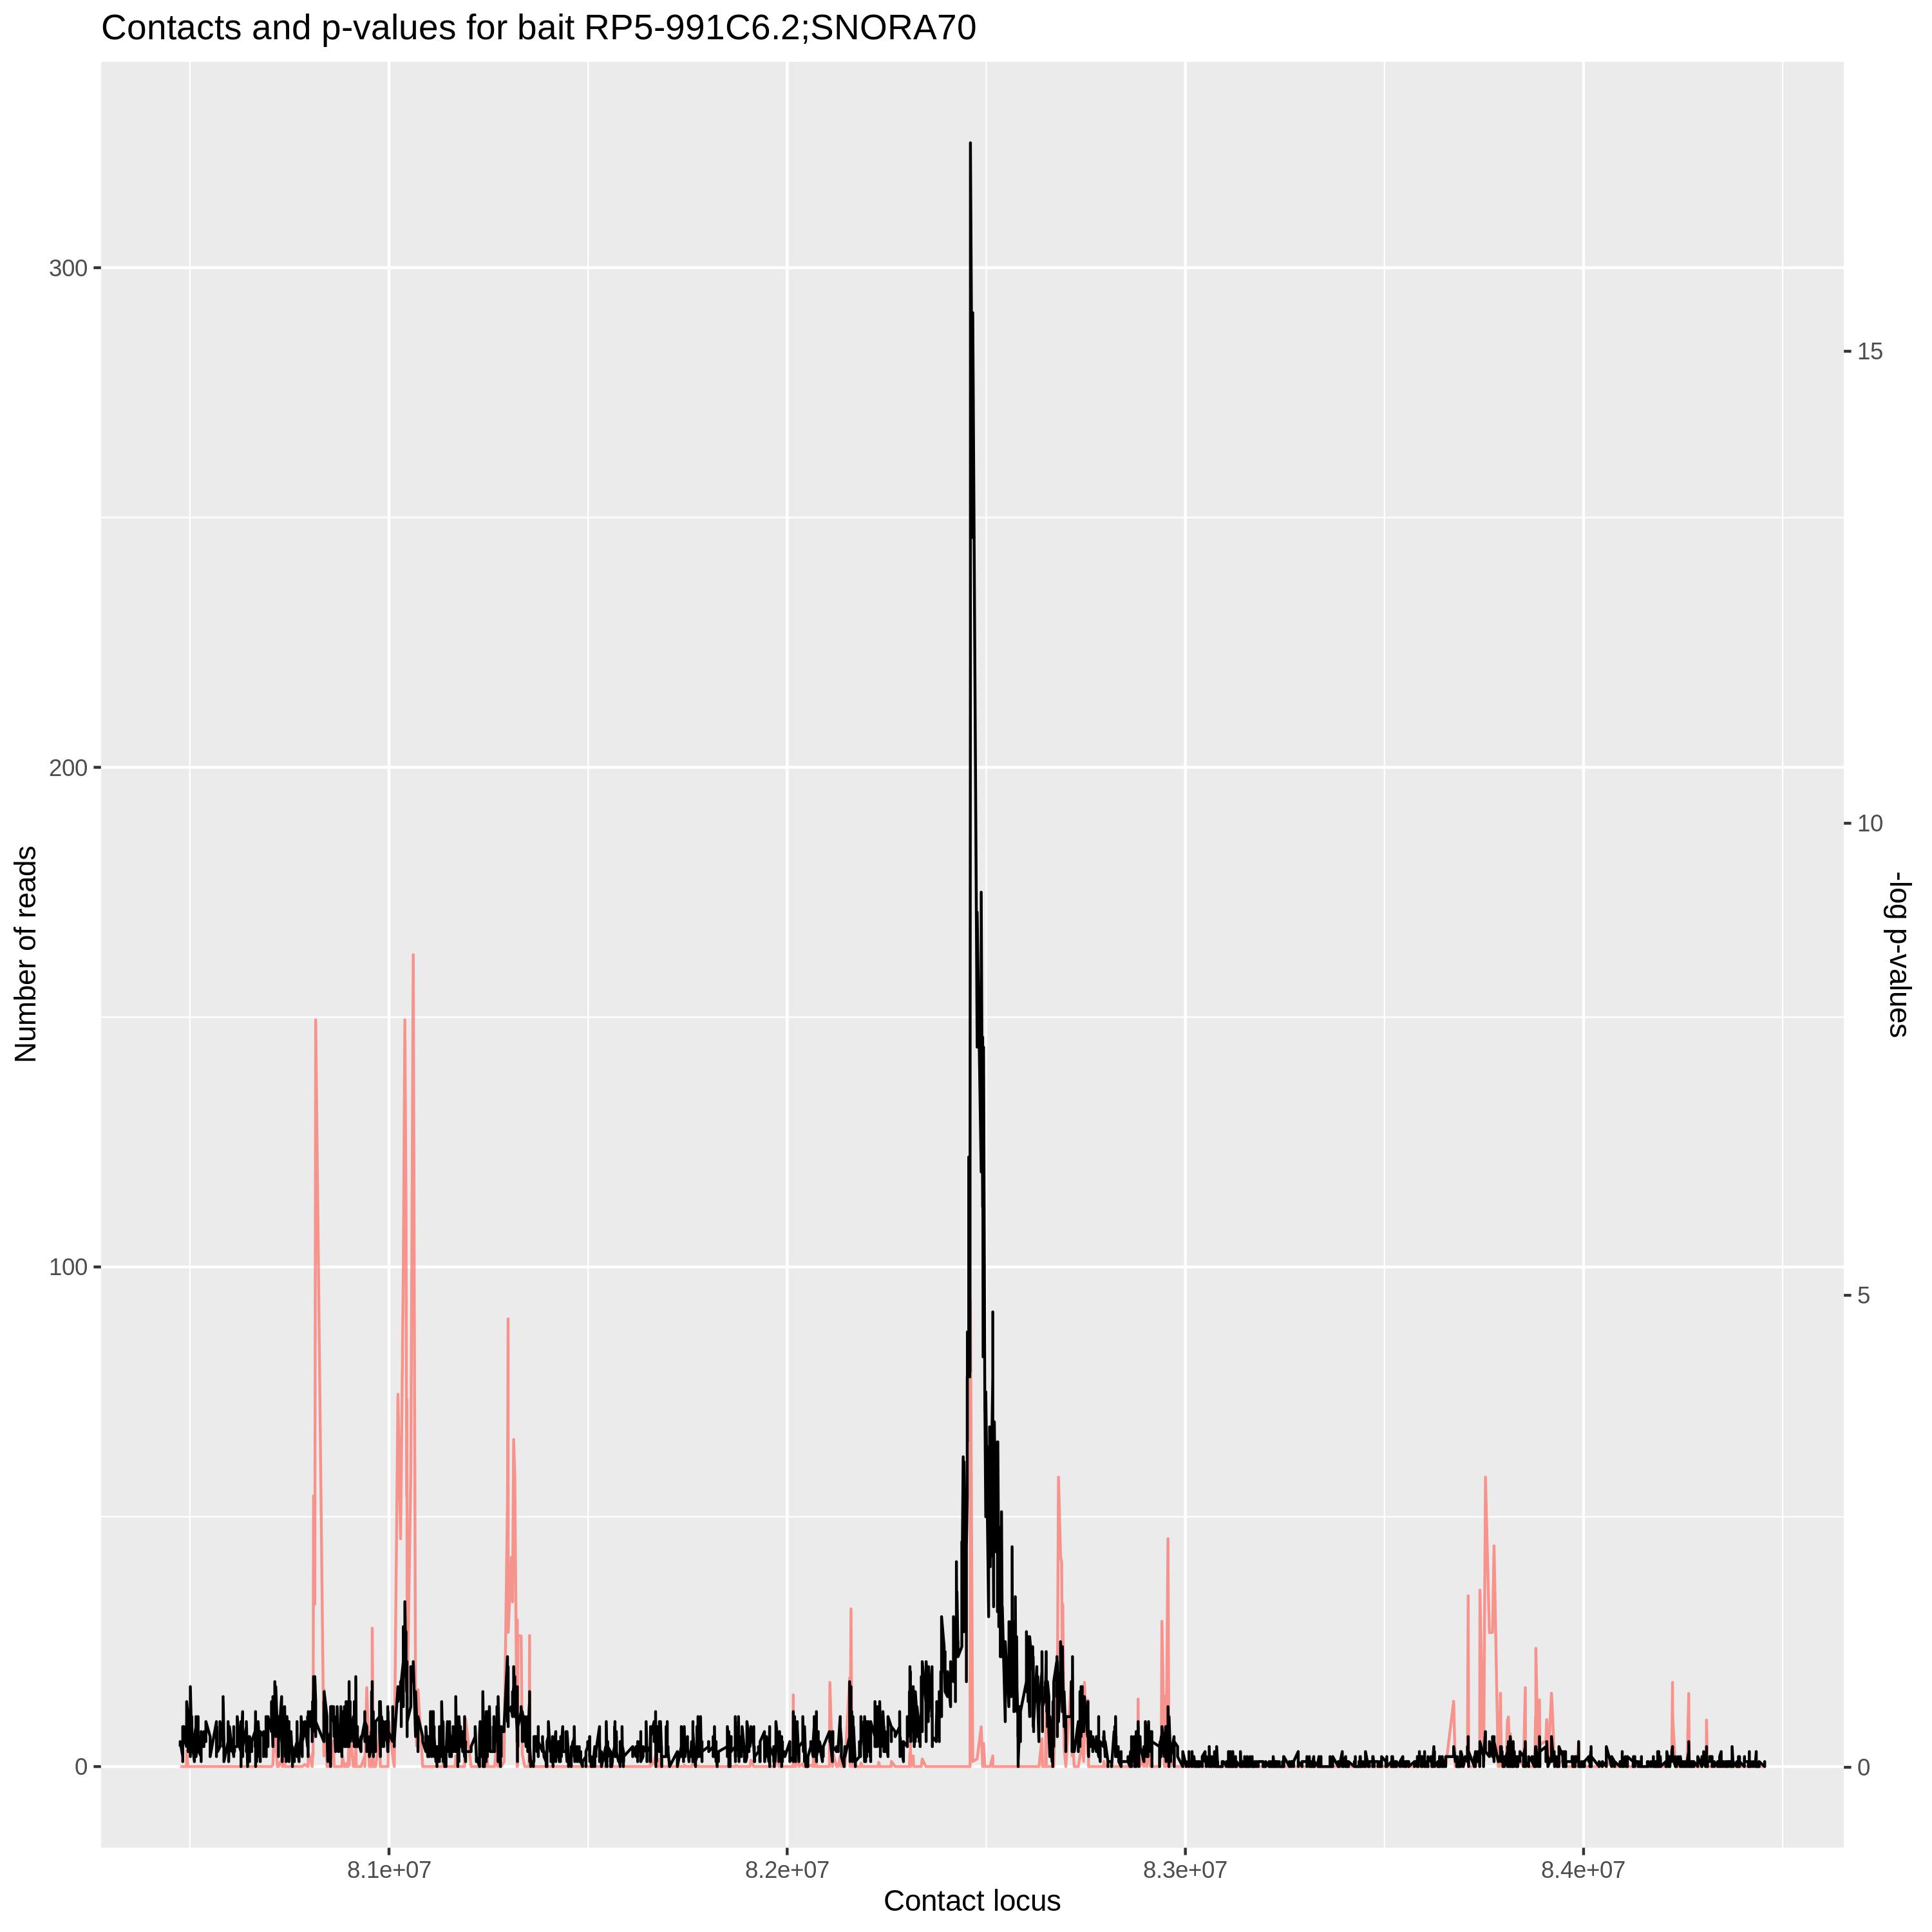 Contacts and p-values for bait RP5-991C6.2;SNORA70
300
200
100
0
Number of reads
15
10
5
0
-log p-values
8.1e+07 8.2e+07 8.3e+07 8.4e+07
Contact locus